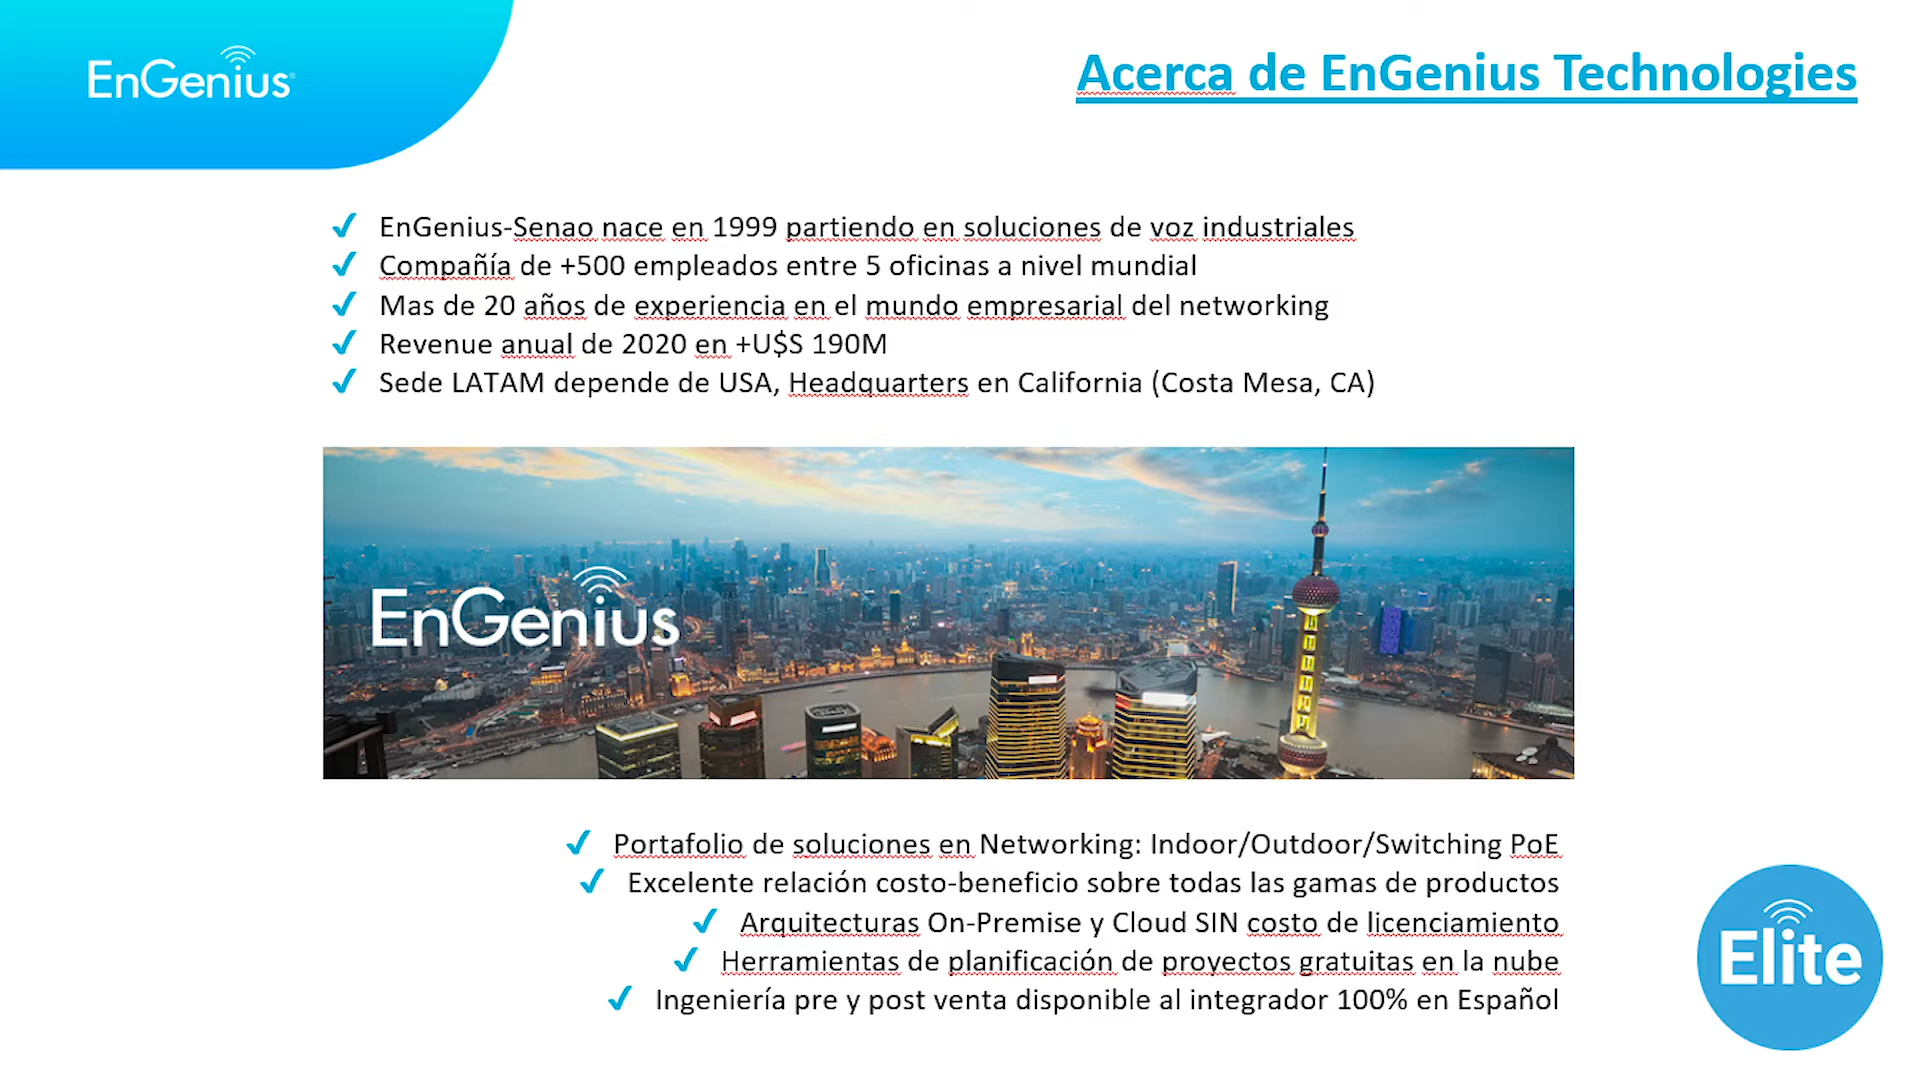 EnGenius
Acerca de EnGenius Technologies
EnGenius-Senao nace en 1999 partiendo en soluciones de voz industriales
Compañía de +500 empleados entre 5 oficinas a nivel mundial
Mas de 20 años de experiencia en el mundo empresarial del networking
Revenue anual de 2020 en +U$S 190M
Sede LATAM depende de USA, Headquarters en California (Costa Mesa, CA)
EnGenius
Portafolio de soluciones en Networking: Indoor/Outdoor/Switching PoE
Excelente relación costo-beneficio sobre todas las gamas de productos
Arquitecturas On-Premise y Cloud SIN costo de licenciamiento
Herramientas de planificación de proyectos gratuitas en la nube
Ingeniería pre y post venta disponible al integrador 100% en Español
Elite